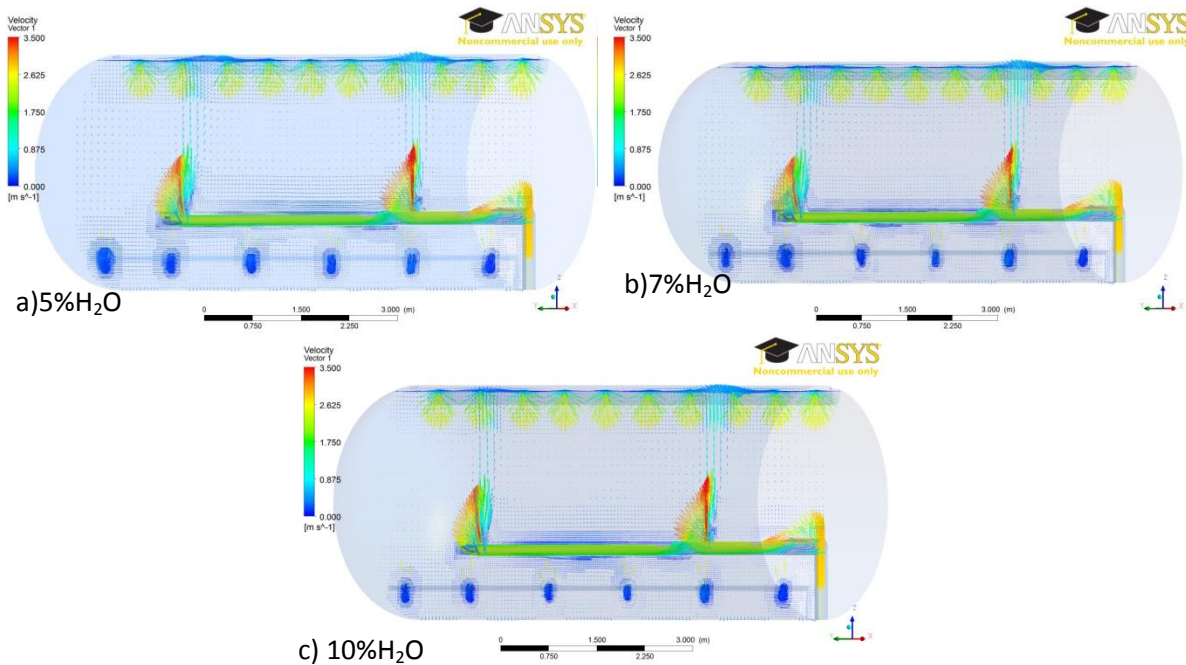 Velocity
Vector 1
3.500
2.625
1.750
0.875
0.000
[m s^-1]
ANSYS
Noncommercial use only
0 1.500 3.000 (m)
0.750 2.250
Z
Y X
a)5%H₂O
Velocity
Vector 1
3.500
2.625
1.750
0.875
0.000
[m s^-1]
ANSYS
Noncommercial use only
0 1.500 3.000 (m)
0.750 2.250
Z
Y X
b)7%H₂O
Velocity
Vector 1
3.500
2.625
1.750
0.875
0.000
[m s^-1]
ANSYS
Noncommercial use only
0 1.500 3.000 (m)
0.750 2.250
Z
Y X
c) 10%H₂O